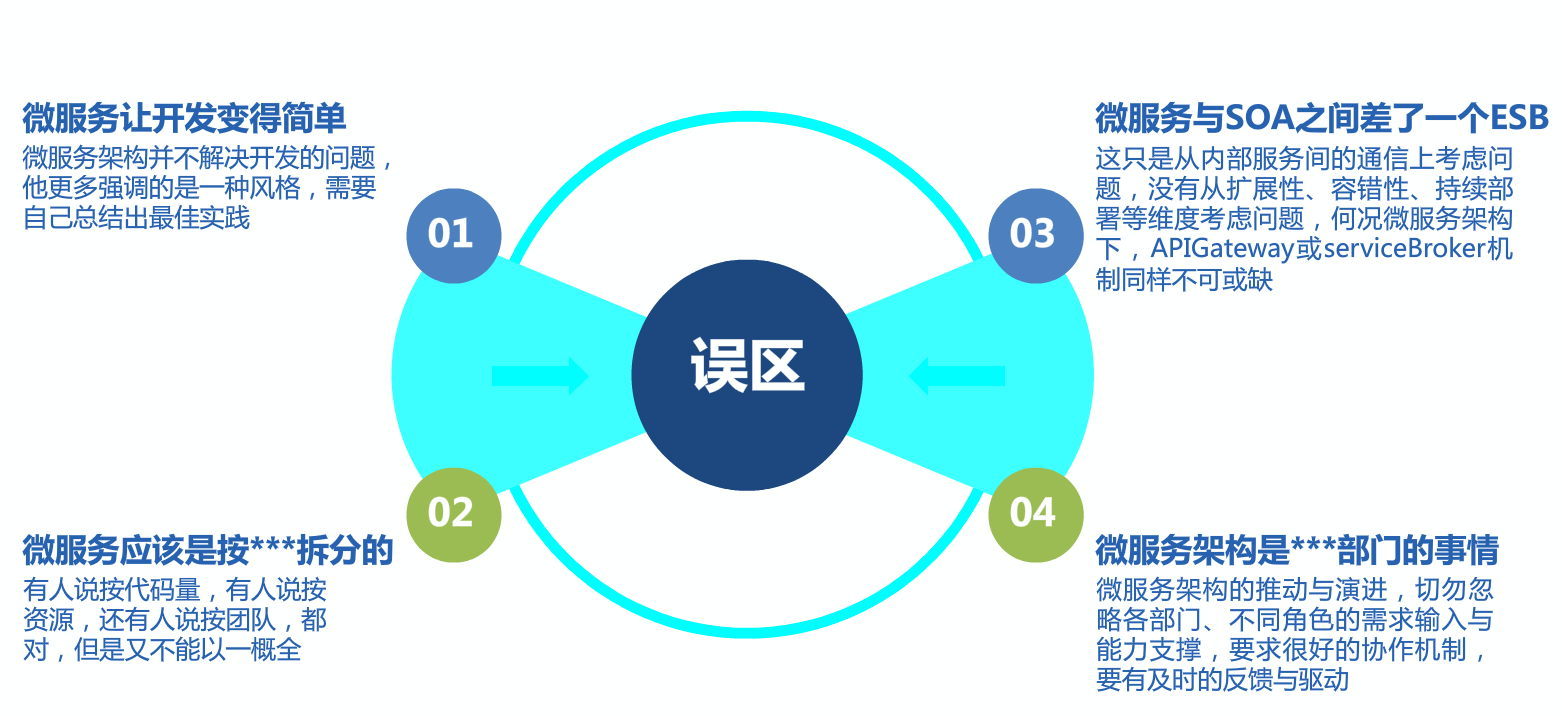 微服务让开发变得简单
微服务架构并不解决开发的问题，
他更多强调的是一种风格，需要
自己总结出最佳实践
01
微服务应该是按***拆分的
有人说按代码量，有人说按
资源，还有人说按团队，都
对，但是又不能以一概全
02
误区
微服务与SOA之间差了一个ESB
这只是从内部服务间的通信上考虑问
题，没有从扩展性、容错性、持续部
署等维度考虑问题，何况微服务架构
下，APIGateway或serviceBroker机
制同样不可或缺
03
微服务架构是***部门的事情
微服务架构的推动与演进，切勿忽
略各部门、不同角色的需求输入与
能力支撑，要求很好的协作机制，
要有及时的反馈与驱动
04